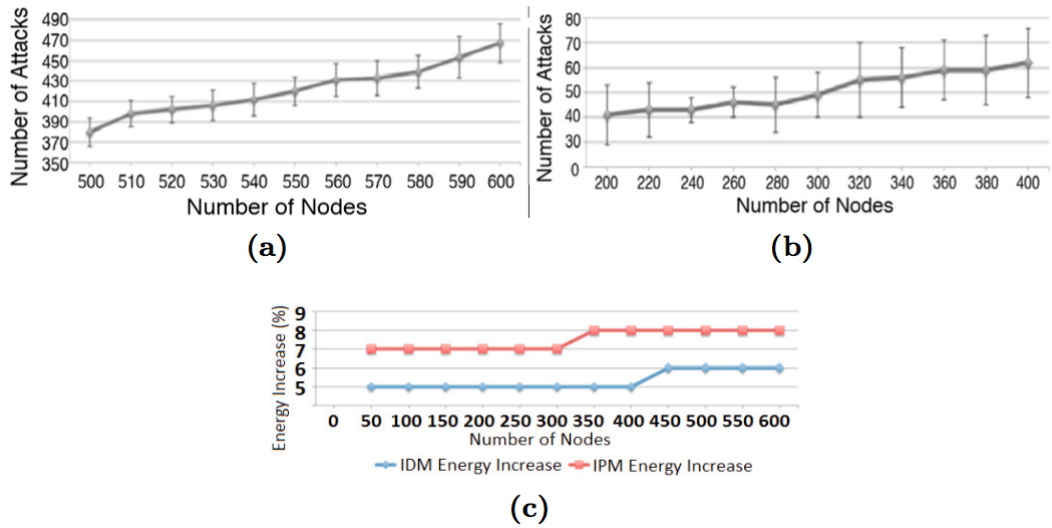 Number of Attacks
490
470
450
430
410
390
370
350
500 510 520 530 540 550 560 570 580 590 600
Number of Nodes
(a)
Number of Attacks
80
70
60
50
40
30
0
200 220 240 260 280 300 320 340 360 380 400
Number of Nodes
(b)
Energy Increase (%)
9
8
7
6
5
0 50 100 150 200 250 300 350 400 450 500 550 600
Number of Nodes
IDM Energy Increase IPM Energy Increase
(c)